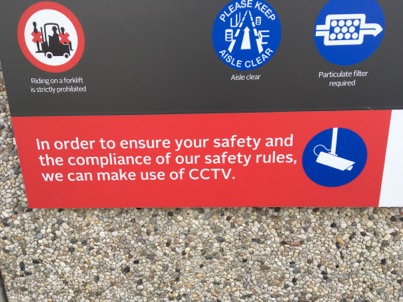 PLEASE KEEP
AISLE CLEAR
Riding on a forklift
is strictly prohibited
Aisle clear
Particulate filter
required
In order to ensure your safety and
the compliance of our safety rules,
we can make use of CCTV.